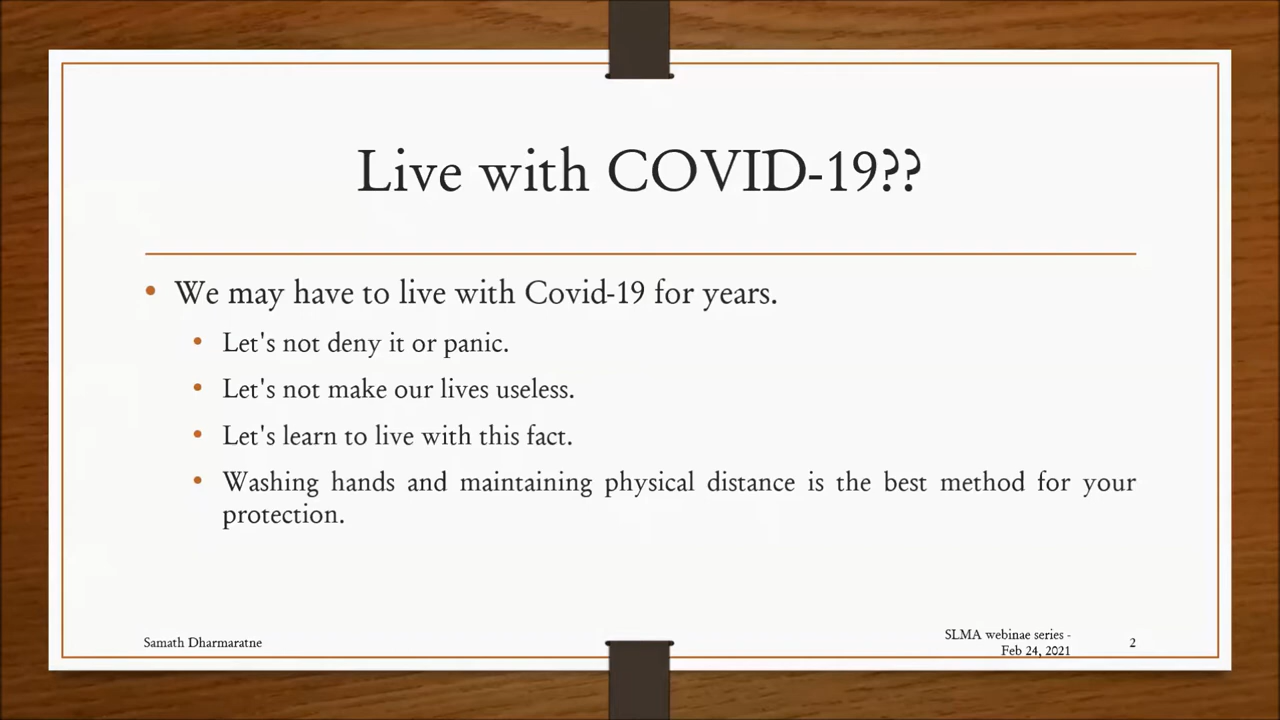 Live with COVID-19??
• We may have to live with Covid-19 for years.
• Let's not deny it or panic.
• Let's not make our lives useless.
• Let's learn to live with this fact.
• Washing hands and maintaining physical distance is the best method for your
protection.
Samath Dharmaratne
SLMA webinae series -
Feb 24, 2021
2